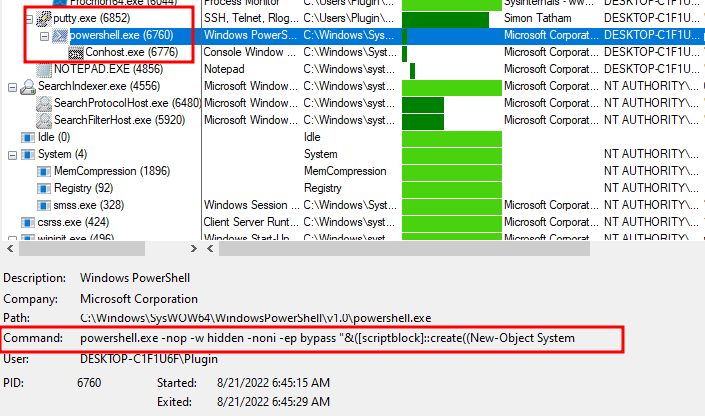 Procmon64.exe (6044) Process Monitor C:\Users\Plugin\... Sysinternals - ww... DESKTOP-C1F1U...
putty.exe (6852) SSH, Telnet, Rlog... C:\Users\Plugin\... Simon Tatham DESKTOP-C1F1U...
powershell.exe (6760) Windows PowerS... C:\Windows\Sys... Microsoft Corporat... DESKTOP-C1F1U... p
Conhost.exe (6776) Console Window ... C:\Windows\Syst... Microsoft Corporat... DESKTOP-C1F1U...
NOTEPAD.EXE (4856) Notepad C:\Windows\syst... Microsoft Corporat... DESKTOP-C1F1U...
SearchIndexer.exe (4556) Microsoft Window... C:\Windows\syst... Microsoft Corporat... NT AUTHORITY\...
SearchProtocolHost.exe (6480) Microsoft Window... C:\Windows\syst... Microsoft Corporat... NT AUTHORITY\...
SearchFilterHost.exe (5920) Microsoft Window... C:\Windows\syst... Microsoft Corporat... NT AUTHORITY\...
Idle (0) Idle
System (4) System NT AUTHORITY\...
MemCompression (1896) MemCompression NT AUTHORITY\...
Registry (92) Registry NT AUTHORITY\...
smss.exe (328) Windows Session ... C:\Windows\Syst... Microsoft Corporat... NT AUTHORITY\...
csrss.exe (424) Client Server Runt... C:\Windows\syst... Microsoft Corporat... NT AUTHORITY\...
wininit.exe (496) Windows Start-Up ... C:\Windows\syst... Microsoft Corporat... NT AUTHORITY\...
Description: Windows PowerShell
Company: Microsoft Corporation
Path: C:\Windows\SysWOW64\WindowsPowerShell\v1.0\powershell.exe
Command: powershell.exe -nop -w hidden -noni -ep bypass "&([scriptblock]::create((New-Object System
User: DESKTOP-C1F1U6F\Plugin
PID: 6760 Started: 8/21/2022 6:45:15 AM
Exited: 8/21/2022 6:45:29 AM